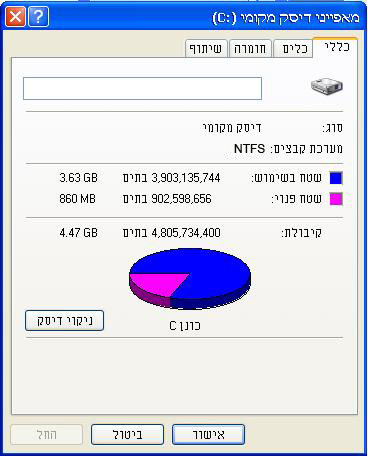 מאפייני דיסק מקומי (C:)
כללי
כלים
חומרה
שיתוף
סוג: דיסק מקומי
מערכת קבצים: NTFS
שטח בשימוש: 3,903,135,744 בתים 3.63 GB
שטח פנוי: 902,598,656 בתים 860 MB
קיבולת: 4,805,734,400 בתים 4.47 GB
כונן C
ניקוי דיסק
אישור
ביטול
החל